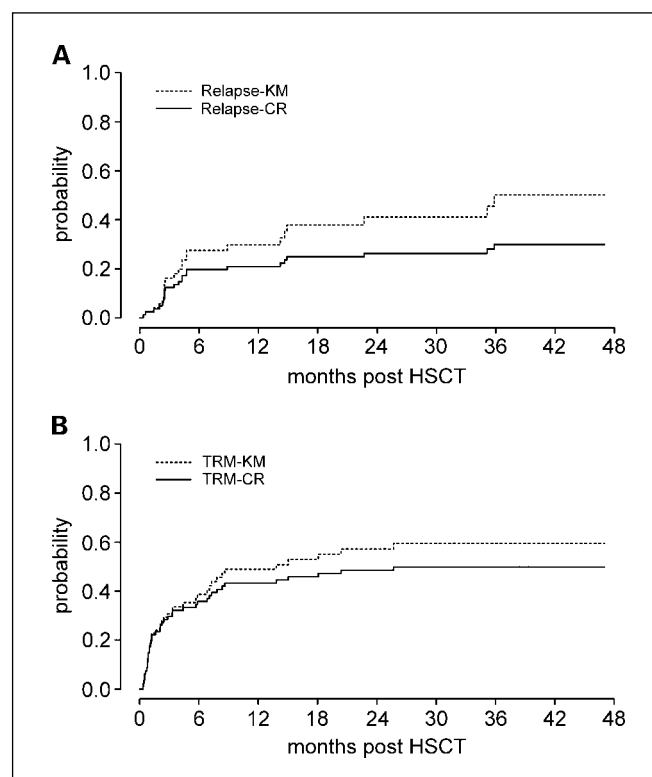 A
1.0
Relapse-KM
Relapse-CR
0.8
0.6
probability
0.4
0.2
0.0
0 6 12 18 24 30 36 42 48
months post HSCT
B
1.0
TRM-KM
TRM-CR
0.8
0.6
probability
0.4
0.2
0.0
0 6 12 18 24 30 36 42 48
months post HSCT